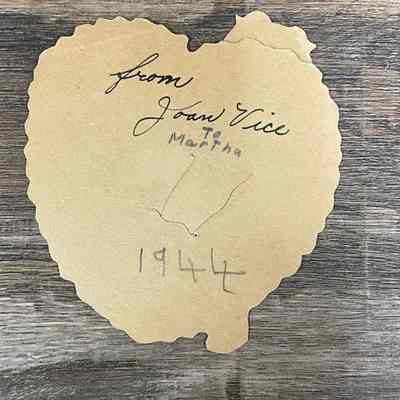 from
Joan Vice
To
Martha
1944